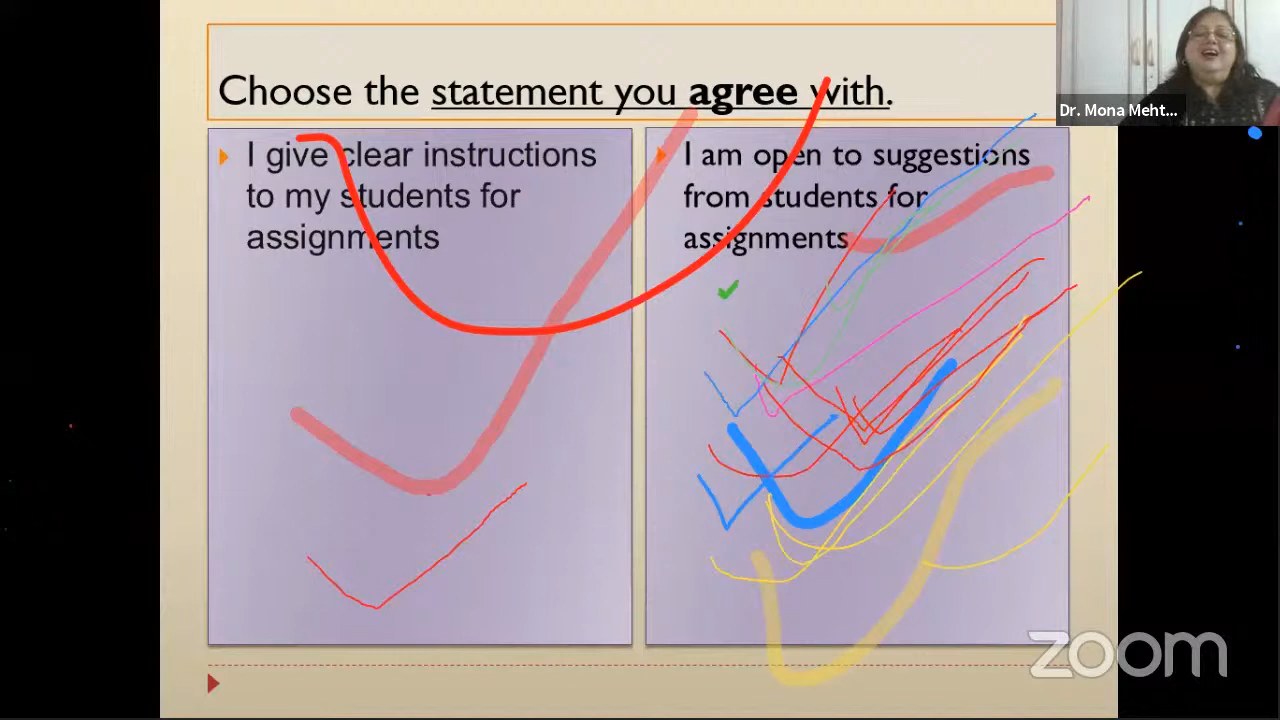 Choose the statement you agree with.
I give clear instructions
to my students for
assignments
I am open to suggestions
from students for
assignments
Dr. Mona Meht...
zoom